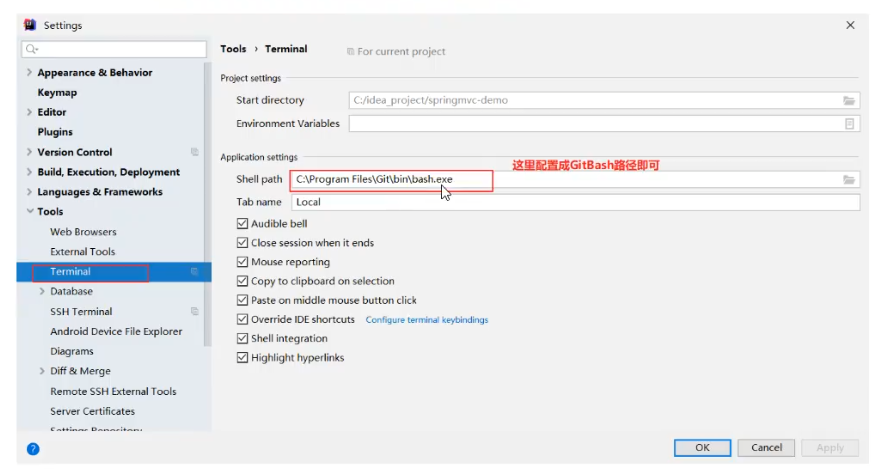 Settings
Tools › Terminal
For current project
Appearance & Behavior
Keymap
Editor
Plugins
Version Control
Build, Execution, Deployment
Languages & Frameworks
Tools
Web Browsers
External Tools
Terminal
Database
SSH Terminal
Android Device File Explorer
Diagrams
Diff & Merge
Remote SSH External Tools
Server Certificates
Settings Repository
Project settings
Start directory
C:/idea_project/springmvc-demo
Environment Variables
Application settings
这里配置成GitBash路径即可
Shell path
C:\Program Files\Git\bin\bash.exe
Tab name
Local
Audible bell
Close session when it ends
Mouse reporting
Copy to clipboard on selection
Paste on middle mouse button click
Override IDE shortcuts Configure terminal keybindings
Shell integration
Highlight hyperlinks
?
OK
Cancel
Apply